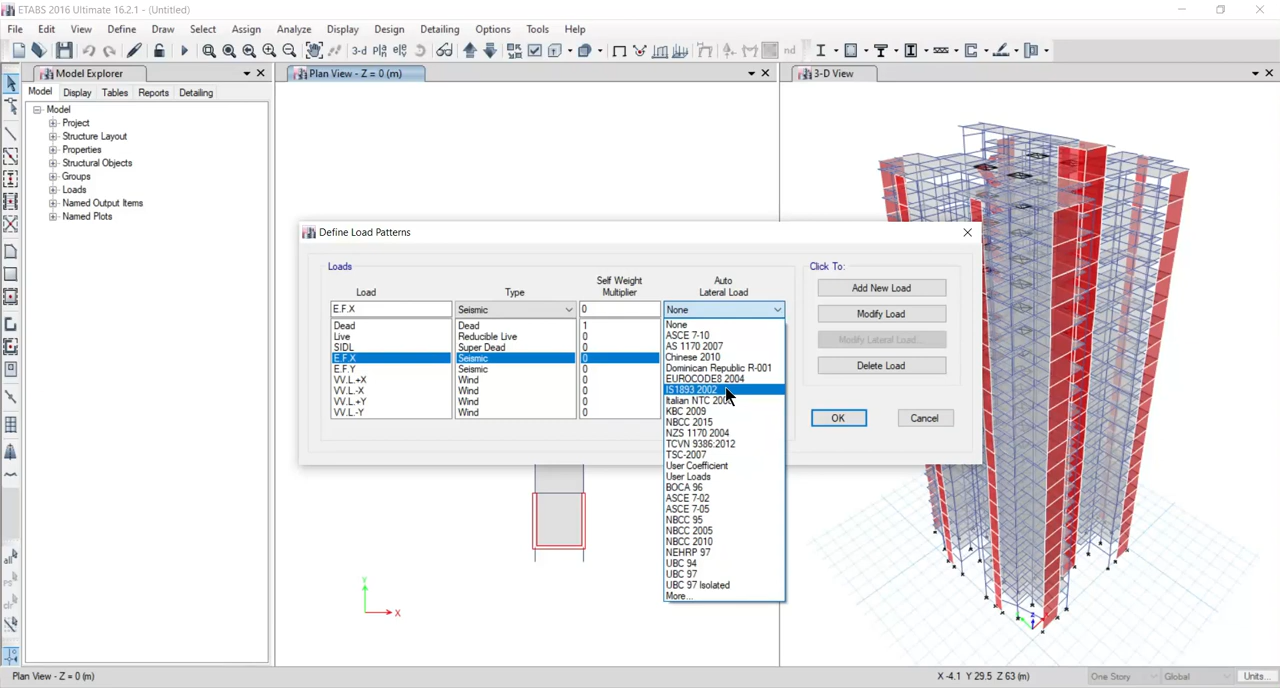 ETABS 2016 Ultimate 16.2.1 - (Untitled)
File Edit View Define Draw Select Assign Analyze Display Design Detailing Options Tools Help
3-d nd
Model Explorer
Plan View - Z = 0 (m)
3-D View
Model Display Tables Reports Detailing
Model
Project
Structure Layout
Properties
Structural Objects
Groups
Loads
Named Output Items
Named Plots
Define Load Patterns
Loads
Click To:
Load Type Self Weight Multiplier Auto Lateral Load
E.F.X Seismic 0 None
Dead Dead 1
Live Reducible Live 0
SIDL Super Dead 0
E.F.X Seismic 0
E.F.Y Seismic 0
W.L.+X Wind 0
W.L.-X Wind 0
W.L.+Y Wind 0
W.L.-Y Wind 0
None
ASCE 7-10
AS 1170 2007
Chinese 2010
Dominican Republic R-001
EUROCODE8 2004
IS1893 2002
Italian NTC
KBC 2009
NBCC 2015
NZS 1170 2004
TCVN 9386:2012
TSC-2007
User Coefficient
User Loads
BOCA 96
ASCE 7-02
ASCE 7-05
NBCC 95
NBCC 2005
NBCC 2010
NEHRP 97
UBC 94
UBC 97
UBC 97 Isolated
More...
Add New Load
Modify Load
Modify Lateral Load...
Delete Load
OK Cancel
Y
X
Z
all
PS
clr
Plan View - Z = 0 (m)
X -4.1 Y 29.5 Z 63 (m)
One Story Global Units...